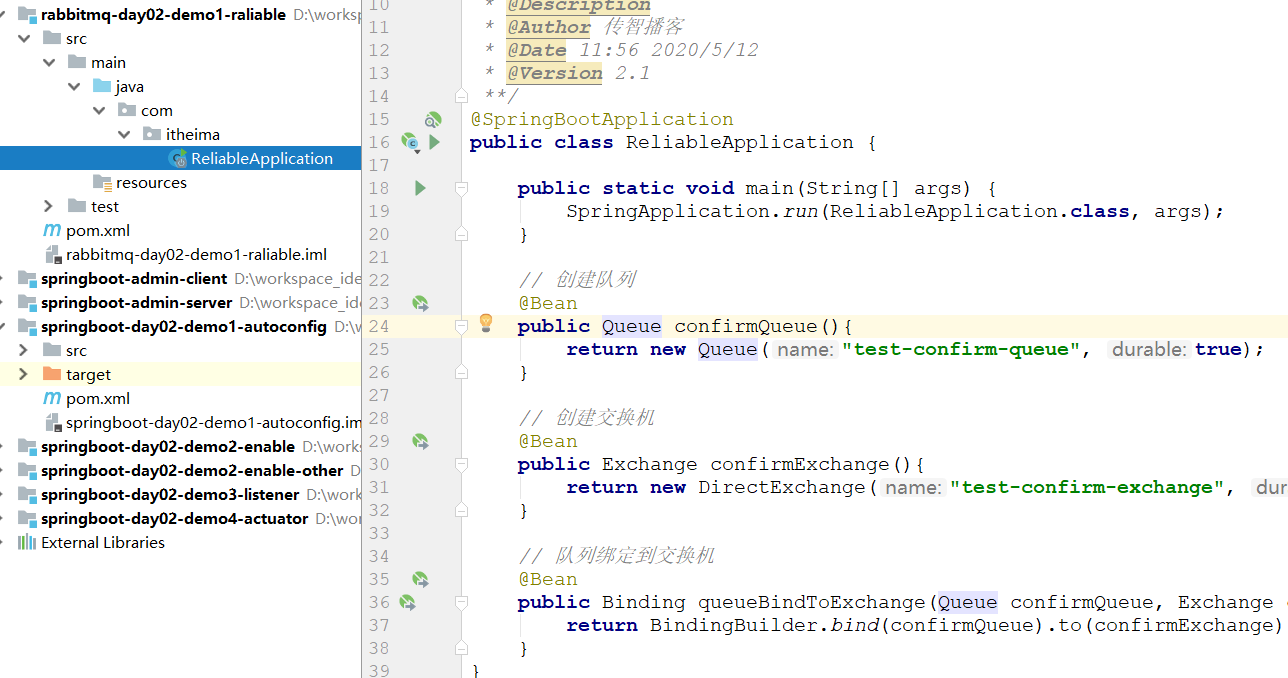 rabbitmq-day02-demo1-raliable D:\worksp
src
main
java
com
itheima
ReliableApplication
resources
test
pom.xml
rabbitmq-day02-demo1-raliable.iml
springboot-admin-client D:\workspace_ide
springboot-admin-server D:\workspace_ide
springboot-day02-demo1-autoconfig D:\w
src
target
pom.xml
springboot-day02-demo1-autoconfig.im
springboot-day02-demo2-enable D:\work
springboot-day02-demo2-enable-other D
springboot-day02-demo3-listener D:\work
springboot-day02-demo4-actuator D:\wor
External Libraries
10 * @Description
11 * @Author 传智播客
12 * @Date 11:56 2020/5/12
13 * @Version 2.1
14 **/
15 @SpringBootApplication
16 public class ReliableApplication {
17
18 public static void main(String[] args) {
19 SpringApplication.run(ReliableApplication.class, args);
20 }
21
22 // 创建队列
23 @Bean
24 public Queue confirmQueue(){
25 return new Queue( name: "test-confirm-queue", durable: true);
26 }
27
28 // 创建交换机
29 @Bean
30 public Exchange confirmExchange(){
31 return new DirectExchange( name: "test-confirm-exchange", dur
32 }
33
34 // 队列绑定到交换机
35 @Bean
36 public Binding queueBindToExchange(Queue confirmQueue, Exchange
37 return BindingBuilder.bind(confirmQueue).to(confirmExchange)
38 }
39 }